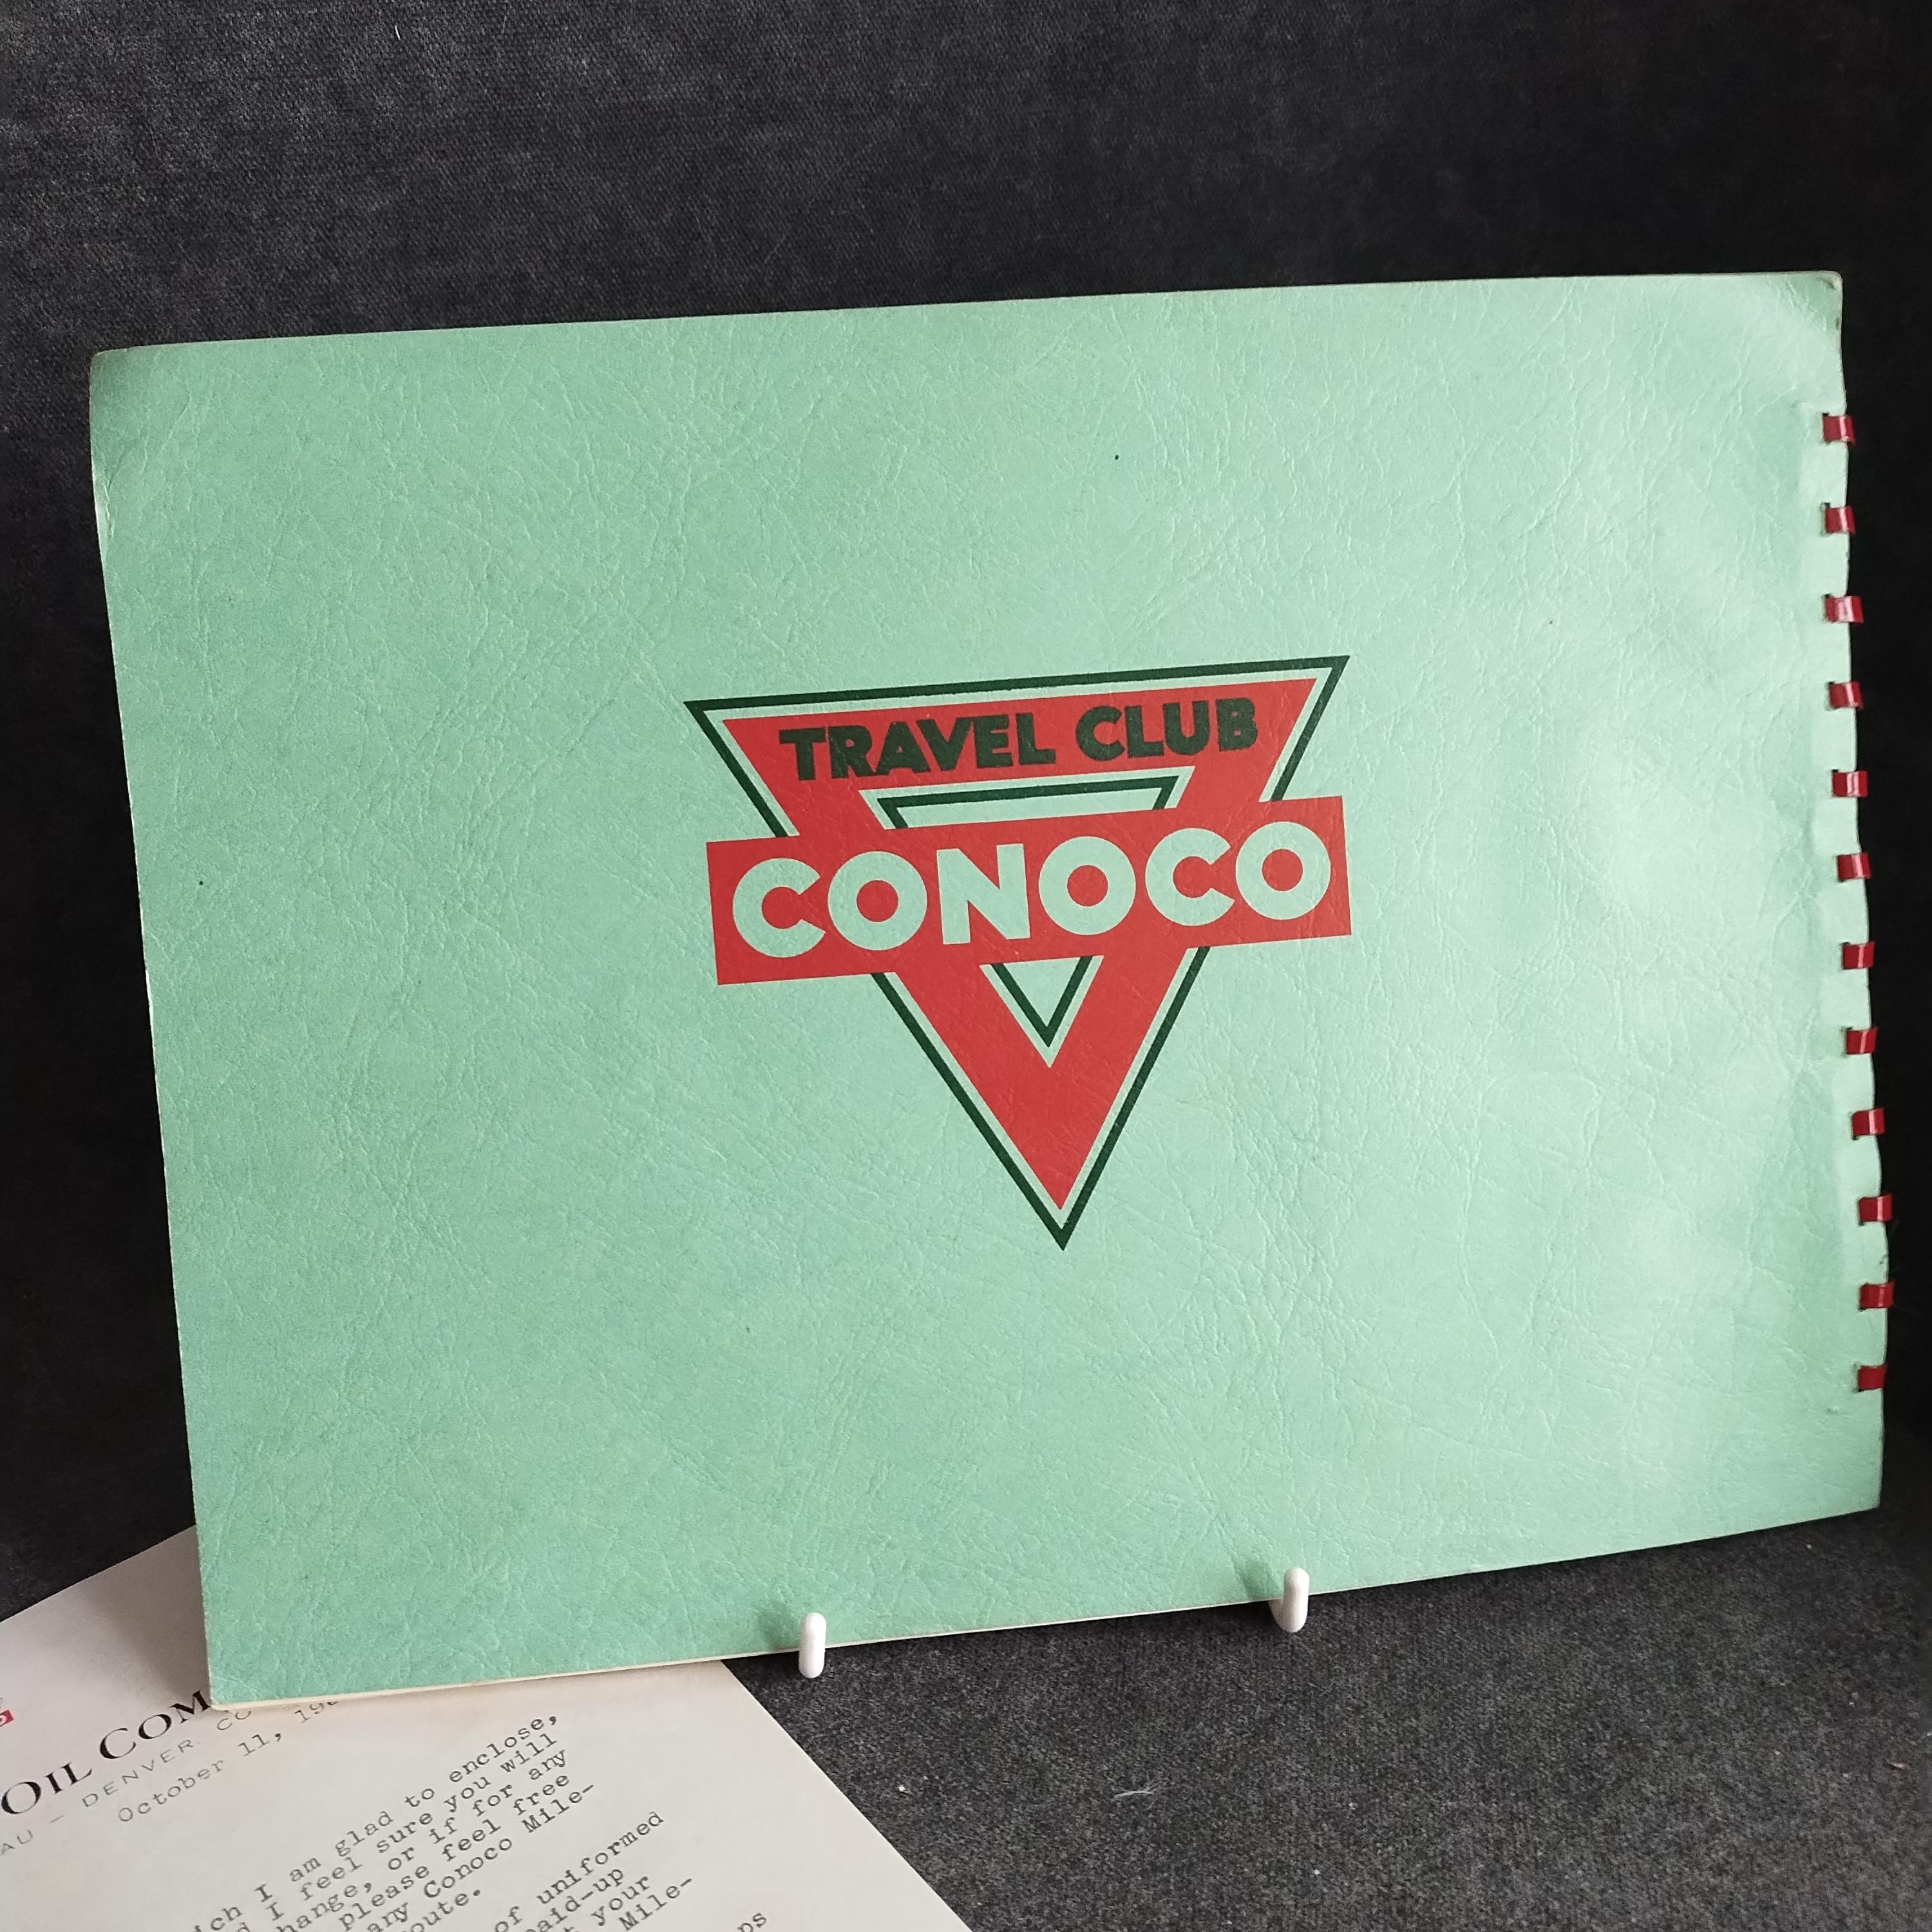 TRAVEL CLUB
CONOCO
OIL COM
AU — DENVER, CO
October 11, 19
ich I am glad to enclose,
d I feel sure you will
hange, or if for any
please feel free
any Conoco Mile-
oute.
of uniformed
aid-up
t your
Mile-
ps